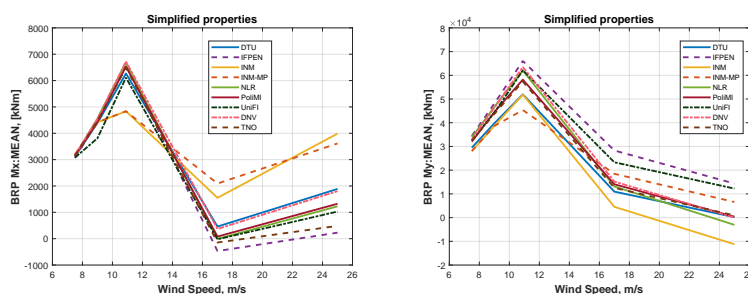 Simplified properties
8000
7000
6000
5000
4000
3000
2000
1000
0
-1000
BRP Mx:MEAN, [kNm]
6 8 10 12 14 16 18 20 22 24 26
Wind Speed, m/s
DTU
IFPEN
INM
INM-MP
NLR
PoliMI
UniFI
DNV
TNO
Simplified properties
×10⁴
8
7
6
5
4
3
2
1
0
-1
-2
BRP My:MEAN, [kNm]
6 8 10 12 14 16 18 20 22 24 26
Wind Speed, m/s
DTU
IFPEN
INM
INM-MP
NLR
PoliMI
UniFI
DNV
TNO